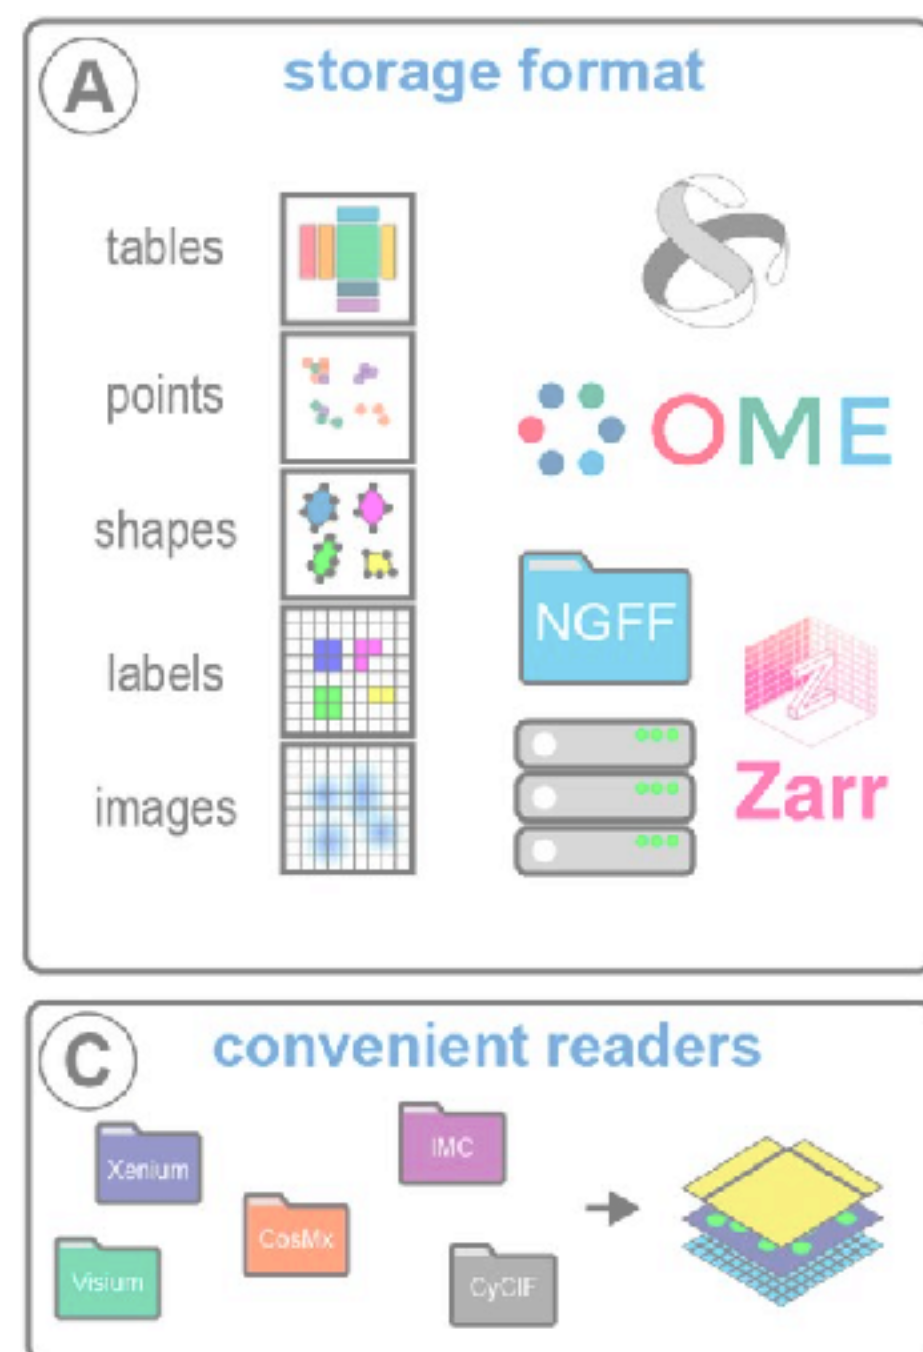 A
storage format
tables
points
shapes
labels
images
OME
NGFF
Z
Zarr
C
convenient readers
Xenium
IMC
CosMx
Visium
CyCIF